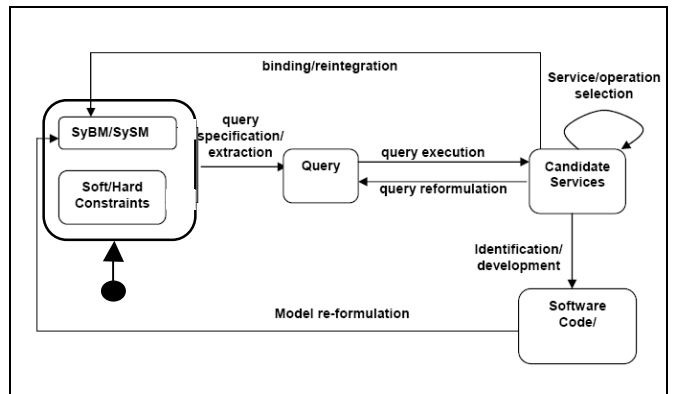 binding/reintegration
Service/operation
selection
SyBM/SySM
query
specification/
extraction
Soft/Hard
Constraints
Query
query execution
query reformulation
Candidate
Services
Identification/
development
Model re-formulation
Software
Code/